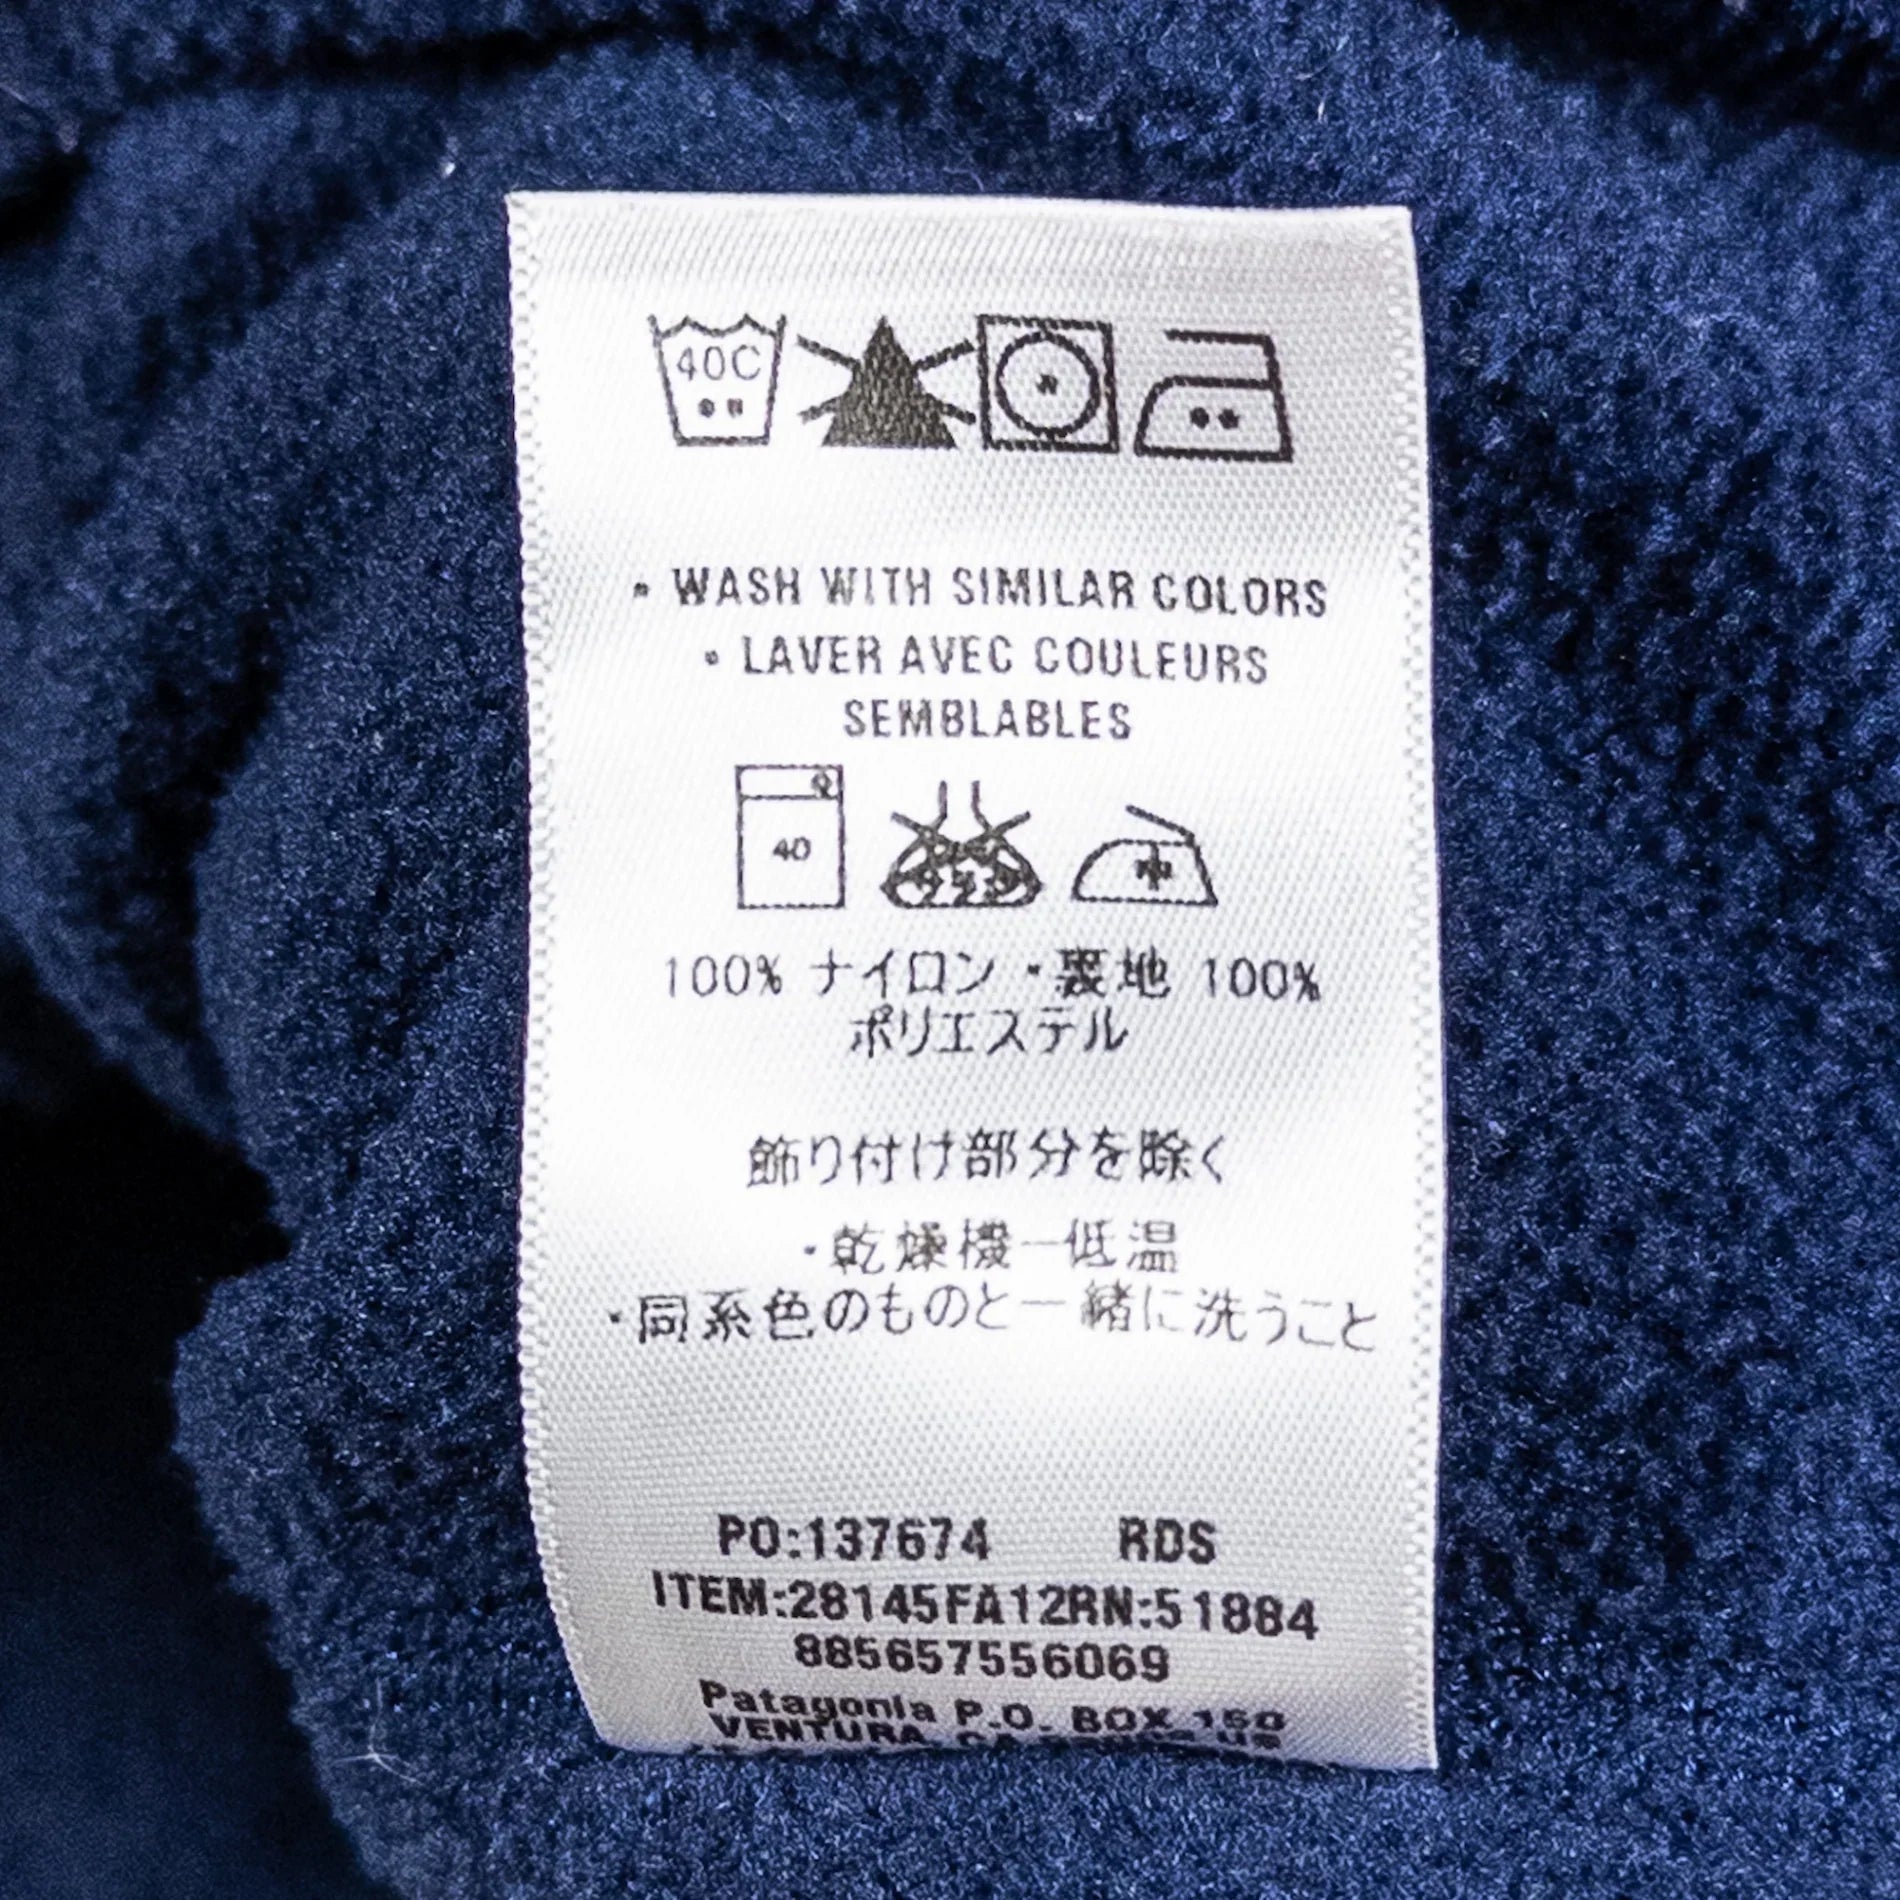 40C
• WASH WITH SIMILAR COLORS
• LAVER AVEC COULEURS
SEMBLABLES
40
100% ナイロン・裏地 100%
ポリエステル
飾り付け部分を除く
・乾燥機ー低温
・同系色のものと一緒に洗うこと
PO:137674 RDS
ITEM:28145FA12RN:51884
885657556069
Patagonia P.O. BOX 150
VENTURA, CA US